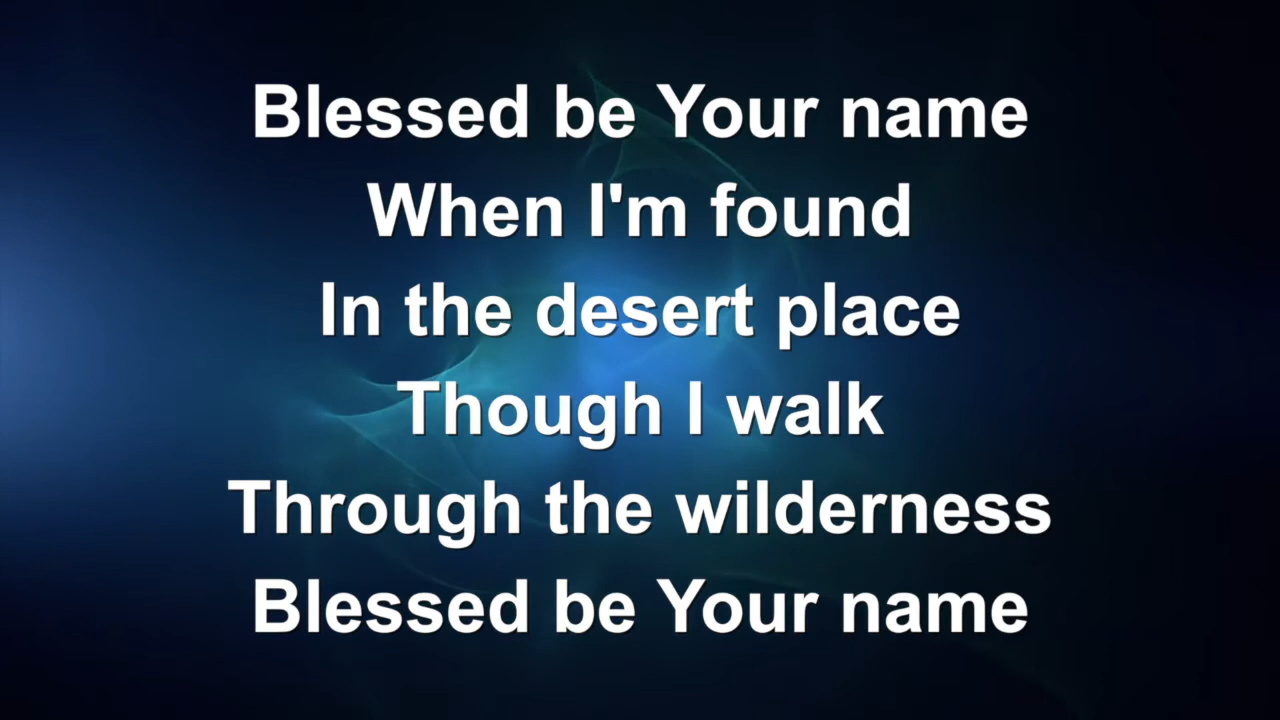 Blessed be Your name
When I'm found
In the desert place
Though I walk
Through the wilderness
Blessed be Your name